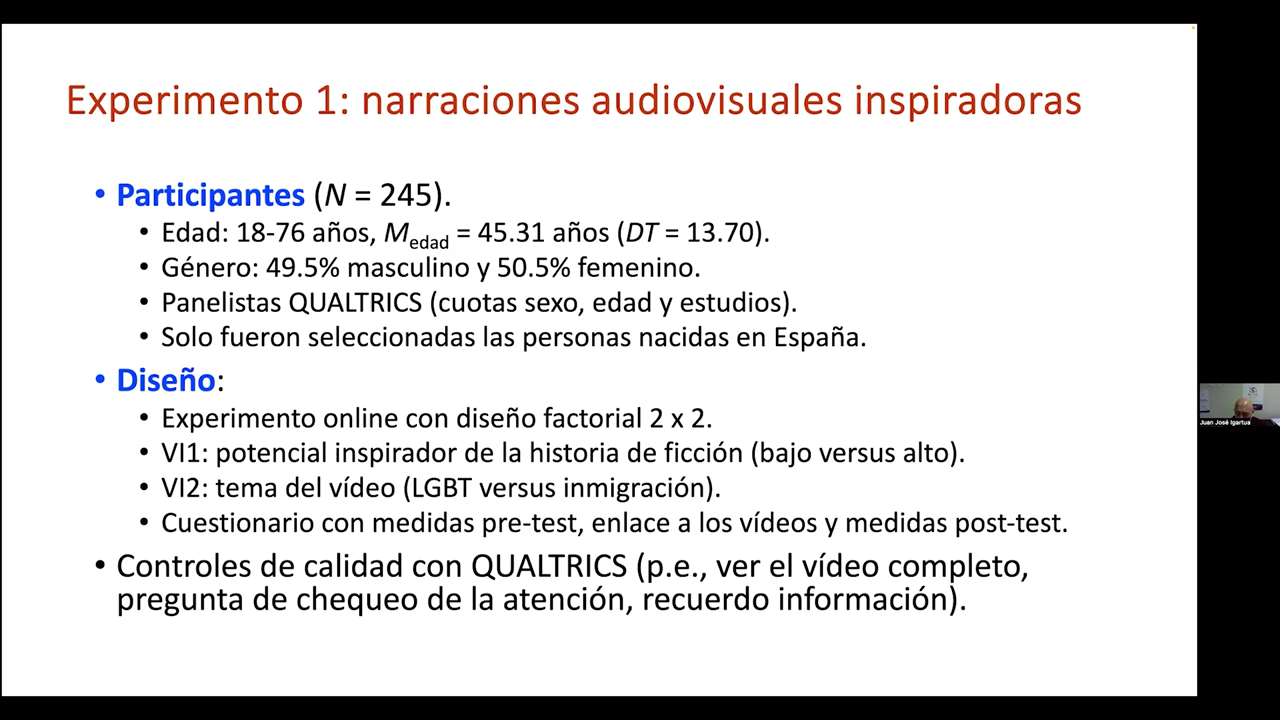 Experimento 1: narraciones audiovisuales inspiradoras
• Participantes (N = 245).
• Edad: 18-76 años, Medad = 45.31 años (DT = 13.70).
• Género: 49.5% masculino y 50.5% femenino.
• Panelistas QUALTRICS (cuotas sexo, edad y estudios).
• Solo fueron seleccionadas las personas nacidas en España.
• Diseño:
• Experimento online con diseño factorial 2 x 2.
• VI1: potencial inspirador de la historia de ficción (bajo versus alto).
• VI2: tema del vídeo (LGBT versus inmigración).
• Cuestionario con medidas pre-test, enlace a los vídeos y medidas post-test.
• Controles de calidad con QUALTRICS (p.e., ver el vídeo completo,
pregunta de chequeo de la atención, recuerdo información).
Juan José Igartua